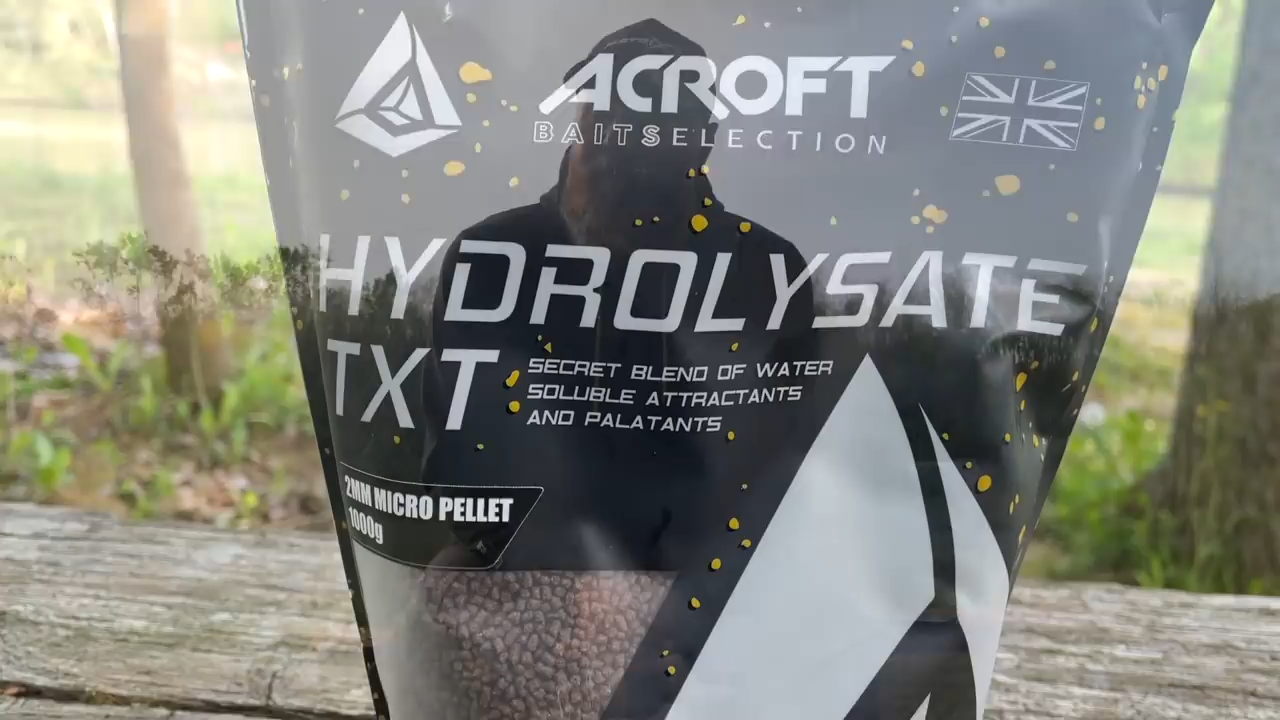 ACROFT
BAITSELECTION
HYDROLYSATE
TXT
SECRET BLEND OF WATER
SOLUBLE ATTRACTANTS
AND PALATANTS
2MM MICRO PELLET
1000g